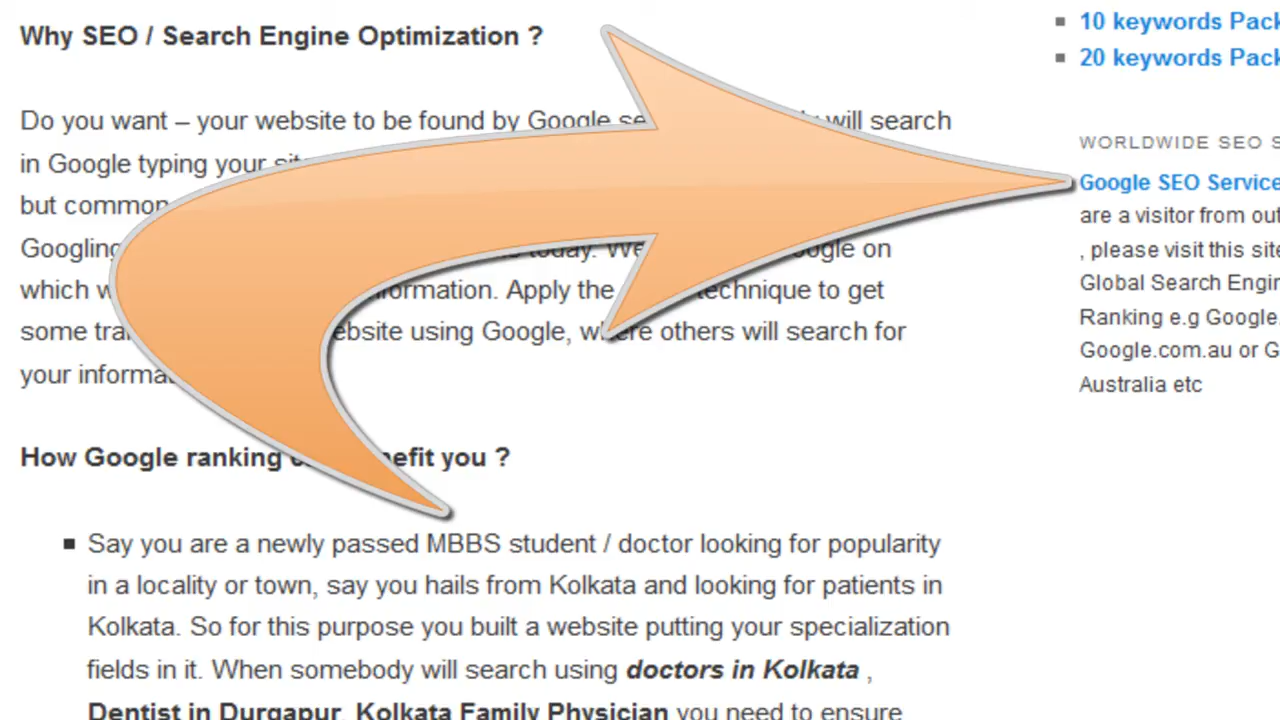 Why SEO / Search Engine Optimization ?
Do you want – your website to be found by Google will search
in Google typing your
but common
Googling today. on
which information. Apply the technique to get
some using Google, where others will search for
your
How Google ranking you ?
Say you are a newly passed MBBS student / doctor looking for popularity
in a locality or town, say you hails from Kolkata and looking for patients in
Kolkata. So for this purpose you built a website putting your specialization
fields in it. When somebody will search using doctors in Kolkata ,
Dentist in Durgapur, Kolkata Family Physician you need to ensure
10 keywords Pack
20 keywords Pack
WORLDWIDE SEO S
Google SEO Service
are a visitor from out
, please visit this site
Global Search Engin
Ranking e.g Google.
Google.com.au or G
Australia etc